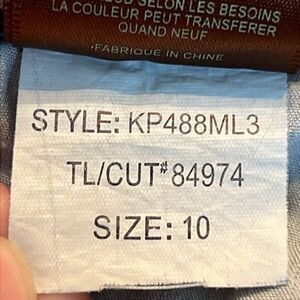 SELON LES BESOINS
LA COULEUR PEUT TRANSFERER
QUAND NEUF
FABRIQUE IN CHINE
STYLE: KP488ML3
TL/CUT# 84974
SIZE: 10